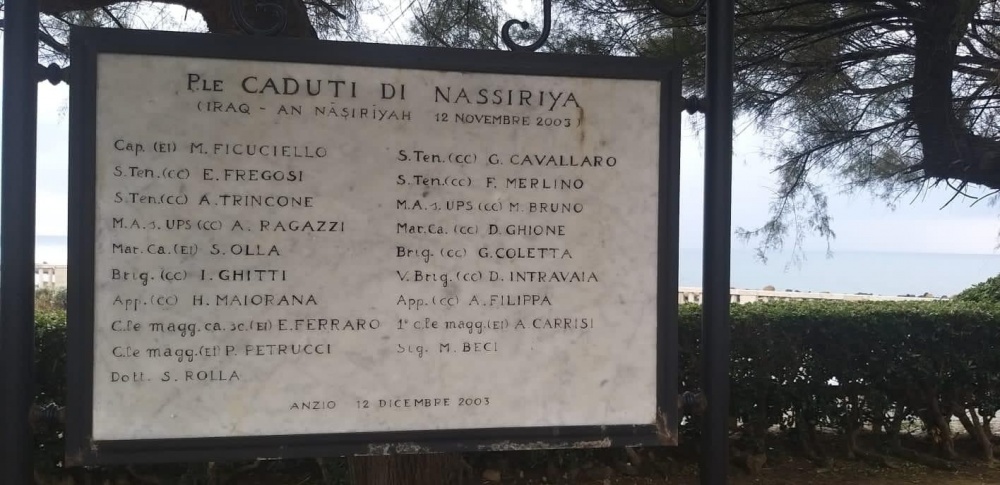 P.le CADUTI DI NASSIRIYA
(IRAQ - AN NĀṢIRĪYAH 12 NOVEMBRE 2003)
Cap. (EI) M. FICUCIELLO
S.Ten.(CC) E. FREGOSI
S.Ten.(CC) A. TRINCONE
M.A.s. UPS (CC) A. RAGAZZI
Mar. Ca. (EI) S. OLLA
Brig. (CC) I. GHITTI
App. (CC) H. MAIORANA
C.le magg. ca. sc. (EI) E. FERRARO
C.le magg. (EI) P. PETRUCCI
Dott. S. ROLLA
S.Ten. (CC) G. CAVALLARO
S.Ten. (CC) F. MERLINO
M.A.s. UPS (CC) M. BRUNO
Mar. Ca. (CC) D. GHIONE
Brig. (CC) G. COLETTA
V. Brig. (CC) D. INTRAVAIA
App. (CC) A. FILIPPA
1° C.le magg. (EI) A. CARRISI
Sig. M. BECI
ANZIO 12 DICEMBRE 2003